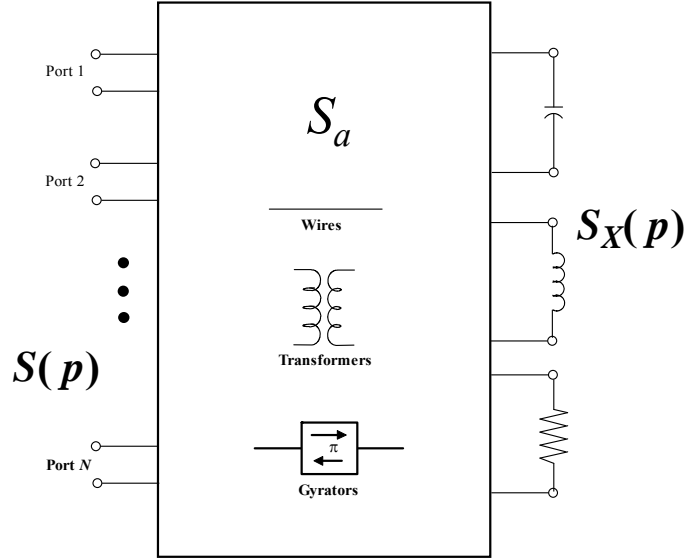 Port 1
S_a
Port 2
Wires
S_X(p)
Transformers
S(p)
π
Port N
Gyrators